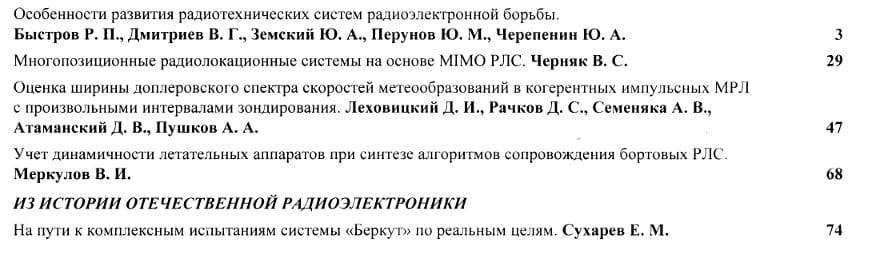 Особенности развития радиотехнических систем радиоэлектронной борьбы.
Быстров Р. П., Дмитриев В. Г., Земский Ю. А., Перунов Ю. М., Черепенин Ю. А. 3
Многопозиционные радиолокационные системы на основе MIMO РЛС. Черняк В. С. 29
Оценка ширины доплеровского спектра скоростей метеообразований в когерентных импульсных МРЛ
с произвольными интервалами зондирования. Леховицкий Д. И., Рачков Д. С., Семеняка А. В.,
Атаманский Д. В., Пушков А. А. 47
Учет динамичности летательных аппаратов при синтезе алгоритмов сопровождения бортовых РЛС.
Меркулов В. И. 68
ИЗ ИСТОРИИ ОТЕЧЕСТВЕННОЙ РАДИОЭЛЕКТРОНИКИ
На пути к комплексным испытаниям системы «Беркут» по реальным целям. Сухарев Е. М. 74